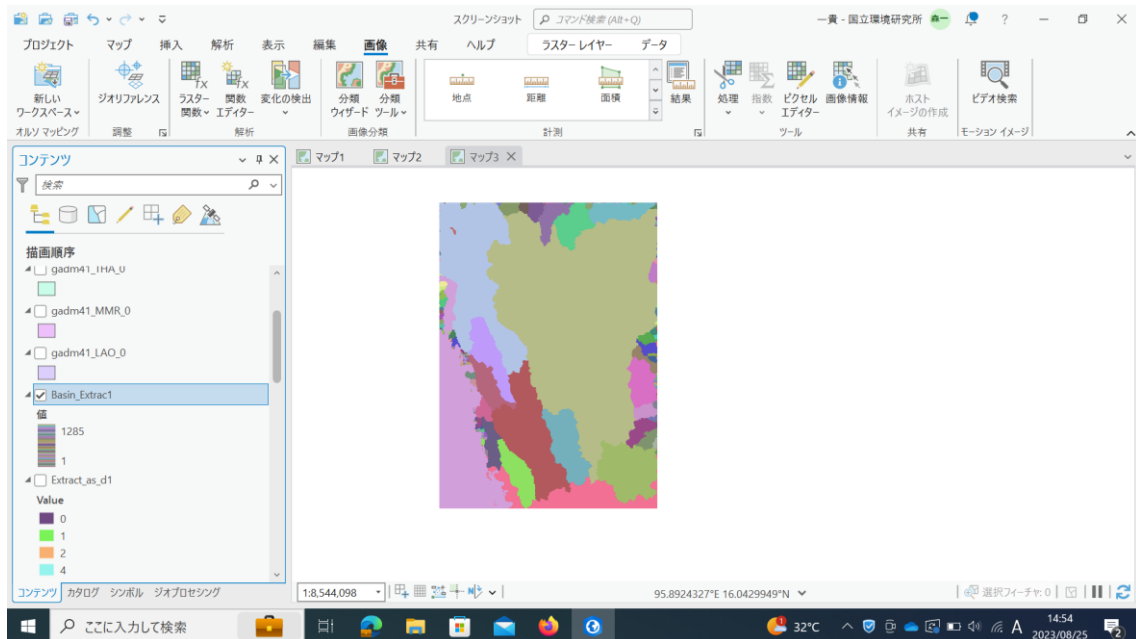 スクリーンショット
コマンド検索 (Alt+Q)
一貴 - 国立環境研究所
森一
?
プロジェクト マップ 挿入 解析 表示 編集 画像 共有 ヘルプ ラスター レイヤー データ
新しい
ワークスペース
ジオリファレンス
ラスター
関数
関数
エディター
変化の検出
分類
ウィザード
分類
ツール
地点
距離
面積
結果
処理
指数
ピクセル
エディター
画像情報
ホスト
イメージの作成
ビデオ検索
オルソ マッピング 調整 解析 画像分類 計測 ツール 共有 モーション イメージ
コンテンツ
マップ1 マップ2 マップ3
検索
描画順序
gadm41_THA_0
gadm41_MMR_0
gadm41_LAO_0
Basin_Extrac1
値
1285
1
Extract_as_d1
Value
0
1
2
4
コンテンツ カタログ シンボル ジオプロセシング
1:8,544,098
95.8924327°E 16.0429949°N
選択フィーチャ: 0
ここに入力して検索
32°C
A
14:54
2023/08/25
2